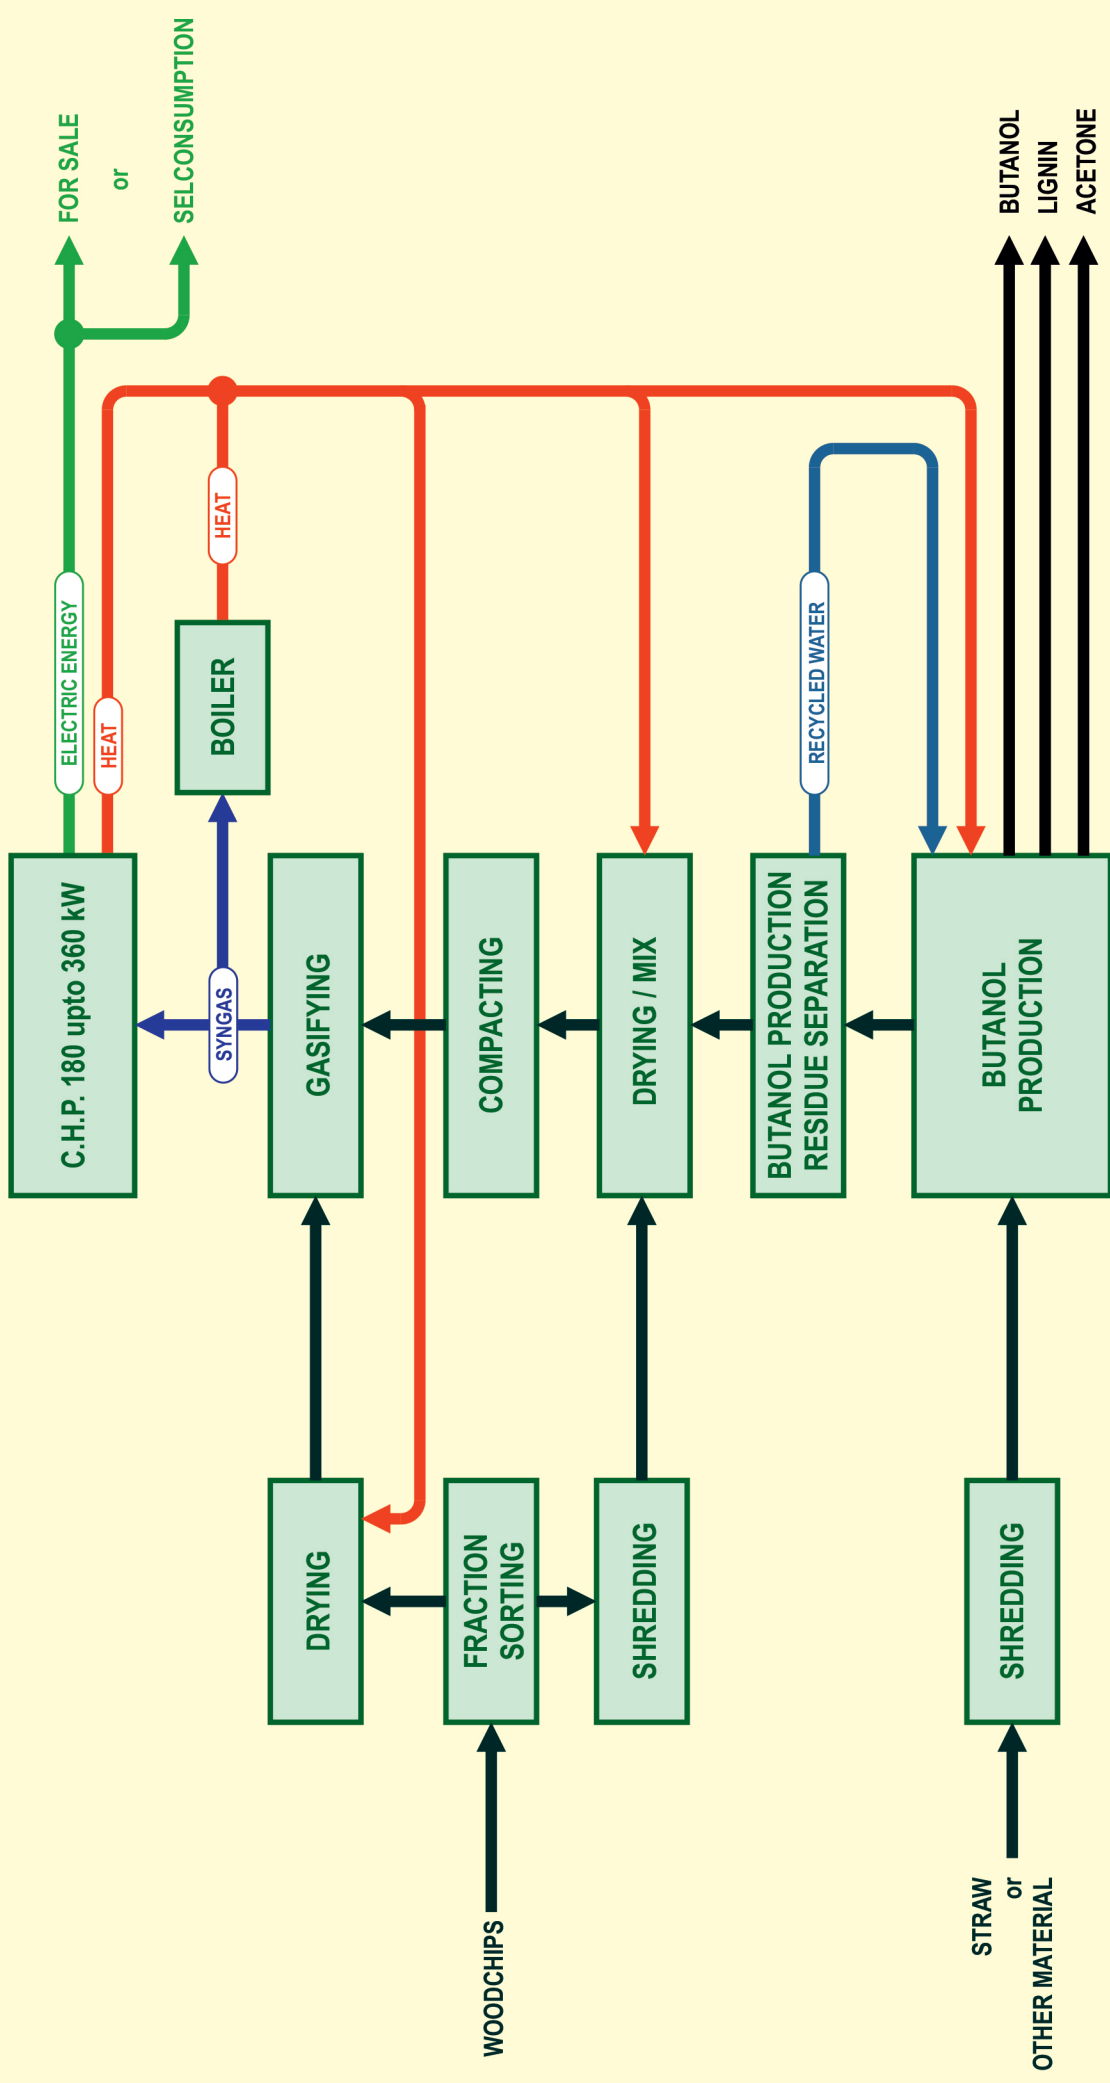 FOR SALE
or
SELCONSUMPTION
ELECTRIC ENERGY
HEAT
C.H.P. 180 upto 360 kW
HEAT
BOILER
SYNGAS
GASIFYING
DRYING
COMPACTING
FRACTION
SORTING
WOODCHIPS
DRYING / MIX
SHREDDING
RECYCLED WATER
BUTANOL PRODUCTION
RESIDUE SEPARATION
BUTANOL
PRODUCTION
SHREDDING
STRAW
or
OTHER MATERIAL
BUTANOL
LIGNIN
ACETONE